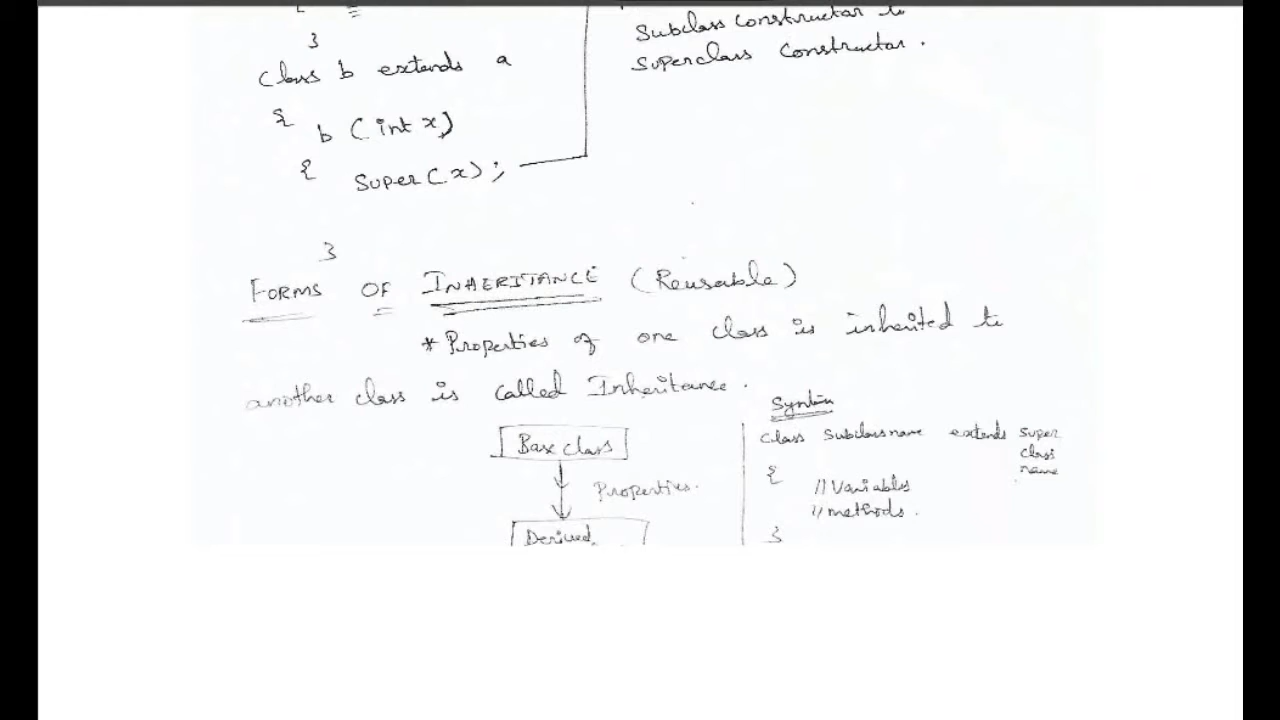 }
class b extends a
{
b (int x)
{
super(x);
}
Subclass Constructor to
Superclass Constructor.
FORMS OF INHERITANCE (Reusable)
* Properties of one class is inherited to
another class is called Inheritance.
Base class
Properties.
Derived
Syntax
class Subclassname extends super
class
name
{
// Variables
// methods.
}